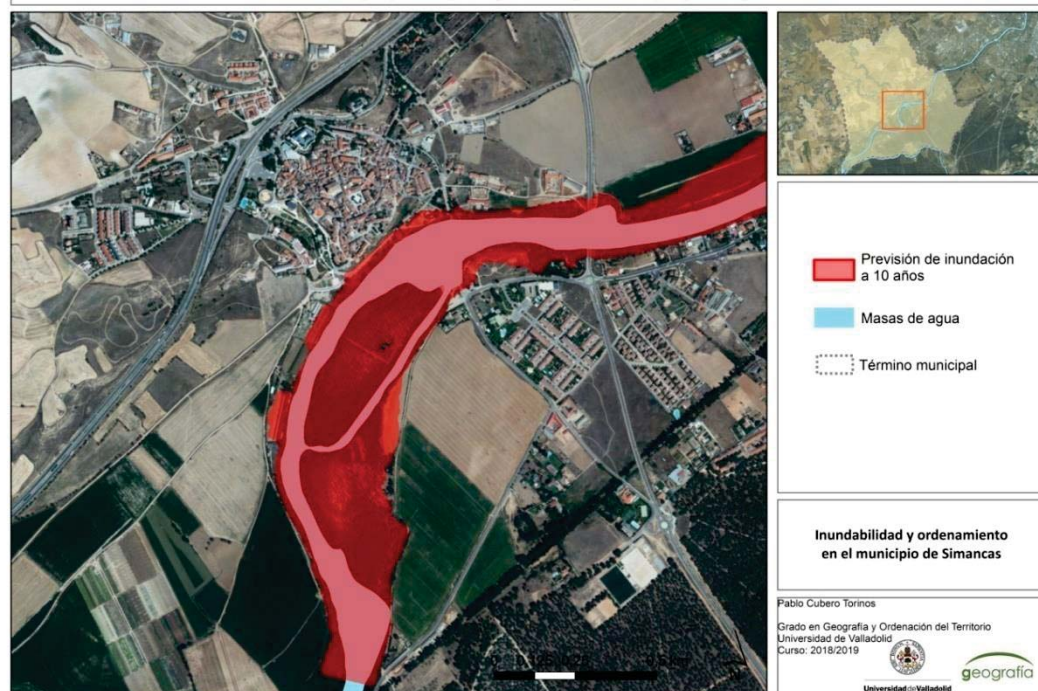 Previsión de inundación
a 10 años
Masas de agua
Término municipal
Inundabilidad y ordenamiento
en el municipio de Simancas
Pablo Cubero Torinos
Grado en Geografía y Ordenación del Territorio
Universidad de Valladolid
Curso: 2018/2019
Universidad de Valladolid
geografía